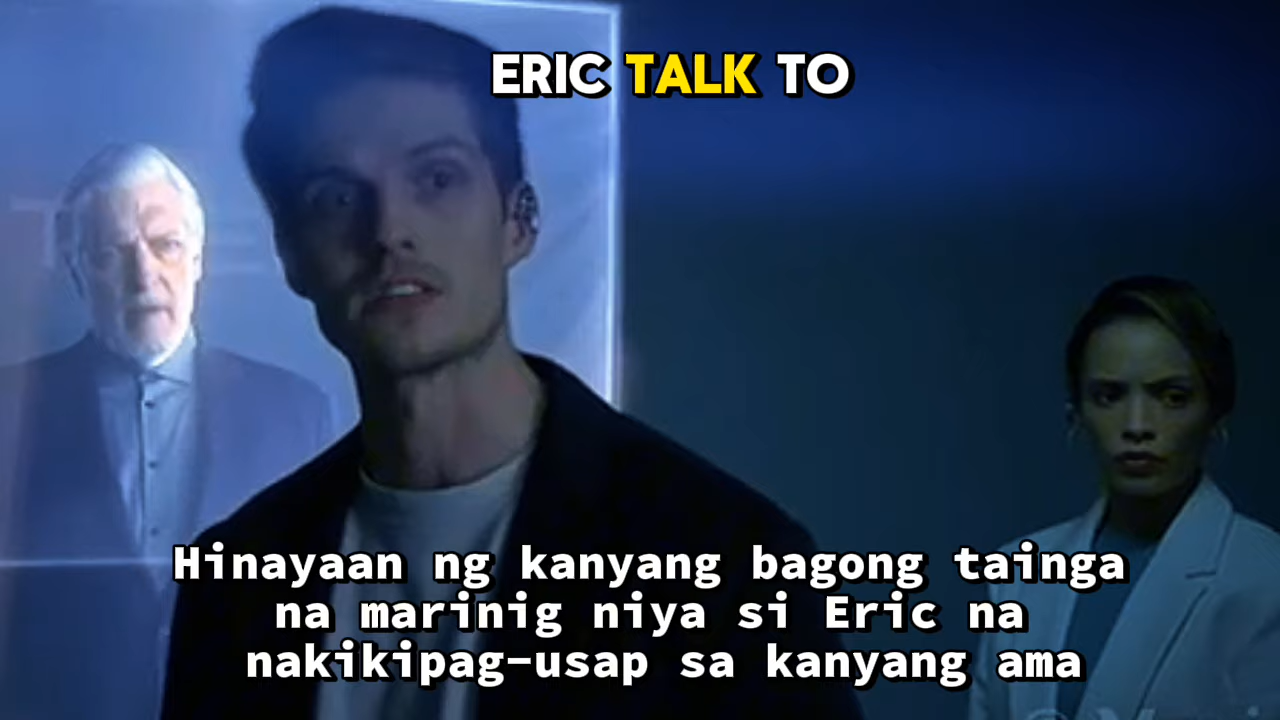 ERIC TALK TO
Hinayaan ng kanyang bagong tainga
na marinig niya si Eric na
nakikipag-usap sa kanyang ama